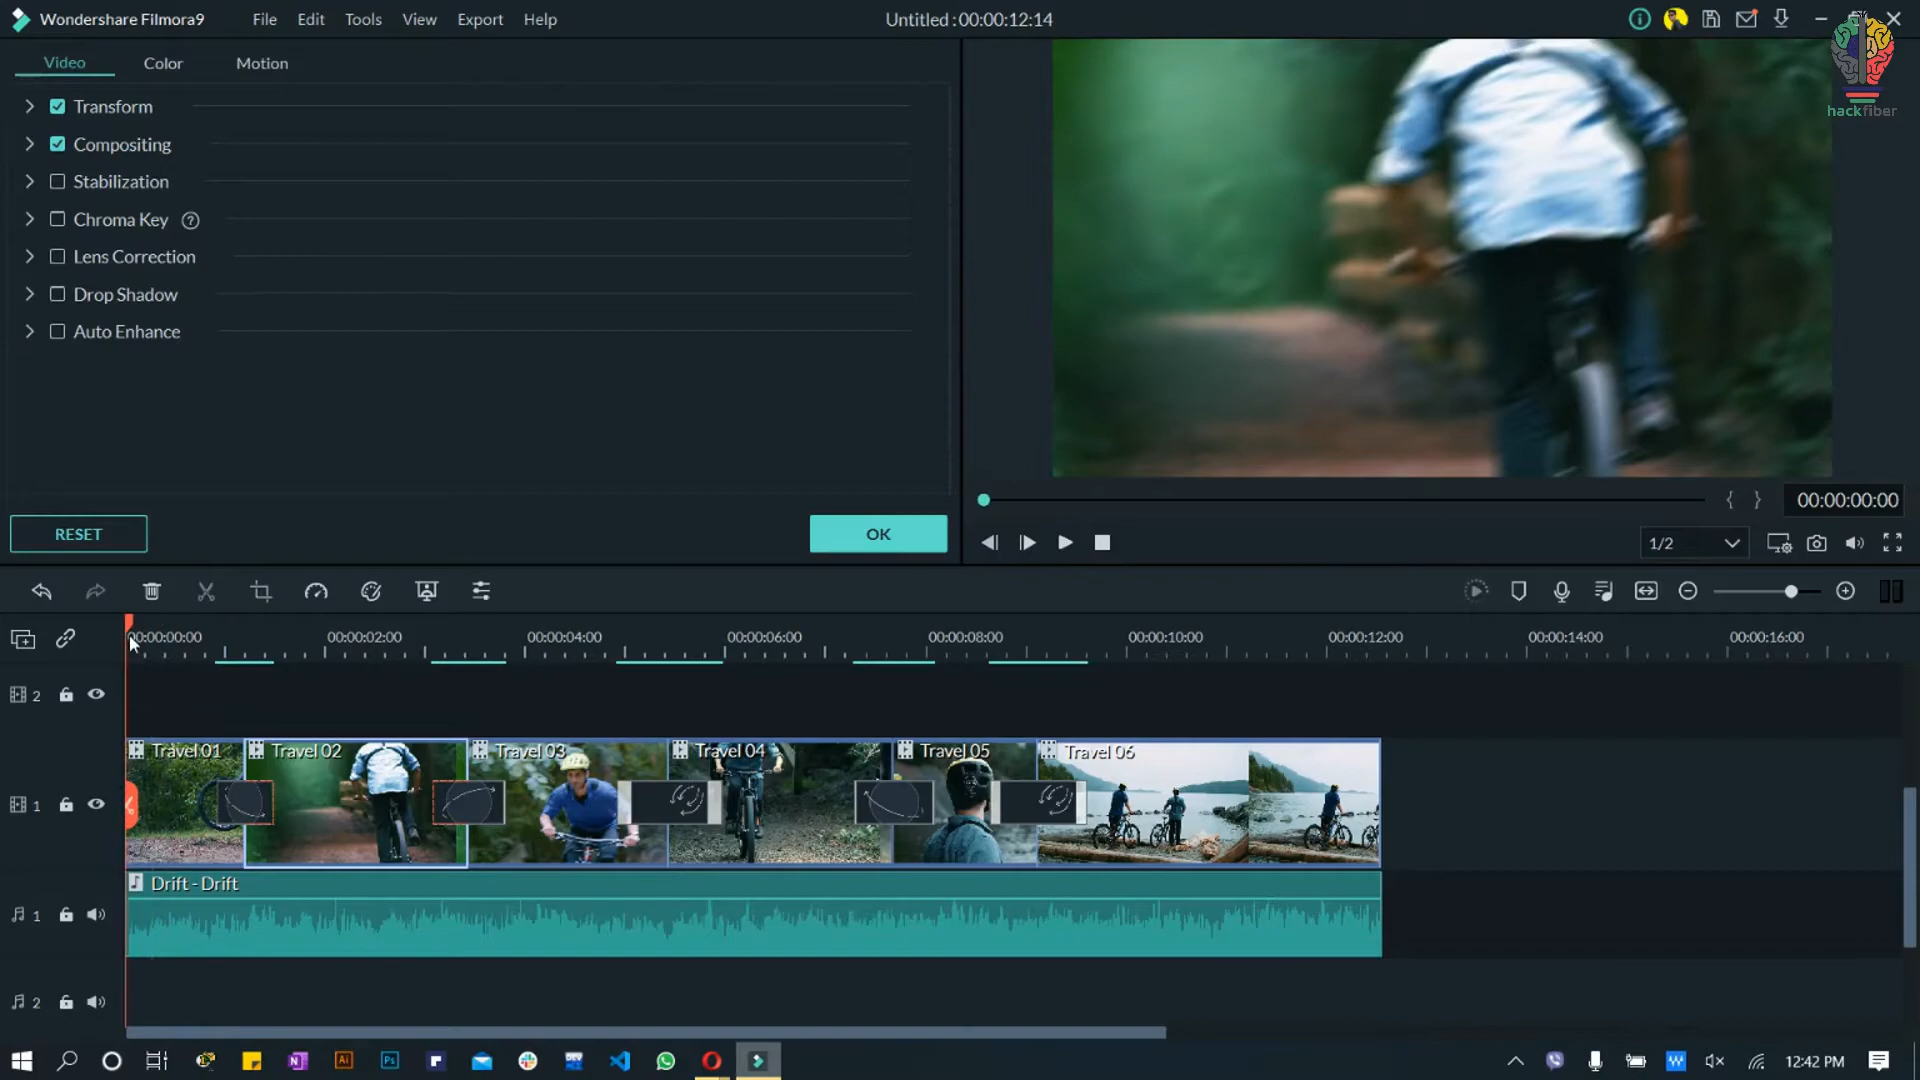 Wondershare Filmora9 File Edit Tools View Export Help Untitled : 00:00:12:14
hackfiber
Video Color Motion
Transform
Compositing
Stabilization
Chroma Key ?
Lens Correction
Drop Shadow
Auto Enhance
{ } 00:00:00:00
RESET OK
1/2
00:00:00:00 00:00:02:00 00:00:04:00 00:00:06:00 00:00:08:00 00:00:10:00 00:00:12:00 00:00:14:00 00:00:16:00
2
Travel 01 Travel 02 Travel 03 Travel 04 Travel 05 Travel 06
1
Drift - Drift
1
2
Ai Ps DEV N W 12:42 PM